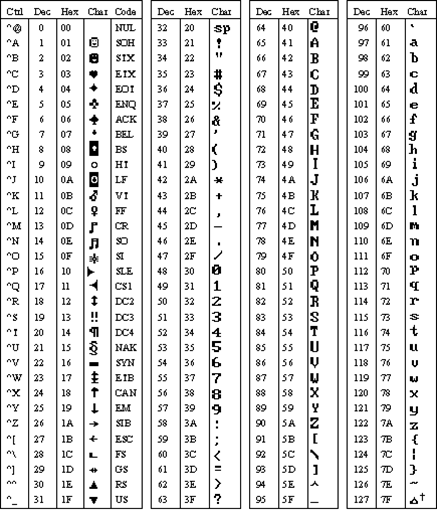 Ctrl Dec Hex Char Code Dec Hex Char Dec Hex Char Dec Hex Char
^@ 0 00 NUL 32 20 sp 64 40 @ 96 60 `
^A 1 01 ☺ SOH 33 21 ! 65 41 A 97 61 a
^B 2 02 ☻ SIX 34 22 " 66 42 B 98 62 b
^C 3 03 ♥ EIX 35 23 # 67 43 C 99 63 c
^D 4 04 ♦ EOI 36 24 $ 68 44 D 100 64 d
^E 5 05 ♣ ENQ 37 25 % 69 45 E 101 65 e
^F 6 06 ♠ ACK 38 26 & 70 46 F 102 66 f
^G 7 07 • BEL 39 27 ' 71 47 G 103 67 g
^H 8 08 ◘ BS 40 28 ( 72 48 H 104 68 h
^I 9 09 ○ HI 41 29 ) 73 49 I 105 69 i
^J 10 0A ◙ LF 42 2A * 74 4A J 106 6A j
^K 11 0B ♂ VI 43 2B + 75 4B K 107 6B k
^L 12 0C ♀ FF 44 2C , 76 4C L 108 6C l
^M 13 0D ♪ CR 45 2D - 77 4D M 109 6D m
^N 14 0E ♫ SO 46 2E . 78 4E N 110 6E n
^O 15 0F ☼ SI 47 2F / 79 4F O 111 6F o
^P 16 10 ► SLE 48 30 0 80 50 P 112 70 p
^Q 17 11 ◄ CS1 49 31 1 81 51 Q 113 71 q
^R 18 12 ↕ DC2 50 32 2 82 52 R 114 72 r
^S 19 13 ‼ DC3 51 33 3 83 53 S 115 73 s
^T 20 14 ¶ DC4 52 34 4 84 54 T 116 74 t
^U 21 15 § NAK 53 35 5 85 55 U 117 75 u
^V 22 16 ▬ SYN 54 36 6 86 56 V 118 76 v
^W 23 17 ↨ EIB 55 37 7 87 57 W 119 77 w
^X 24 18 ↑ CAN 56 38 8 88 58 X 120 78 x
^Y 25 19 ↓ EM 57 39 9 89 59 Y 121 79 y
^Z 26 1A → SIB 58 3A : 90 5A Z 122 7A z
^[ 27 1B ← ESC 59 3B ; 91 5B [ 123 7B {
^\ 28 1C ∟ FS 60 3C < 92 5C \ 124 7C ¦
^] 29 1D ↔ GS 61 3D = 93 5D ] 125 7D }
^^ 30 1E ▲ RS 62 3E > 94 5E ^ 126 7E ~
^_ 31 1F ▼ US 63 3F ? 95 5F _ 127 7F ⌂†